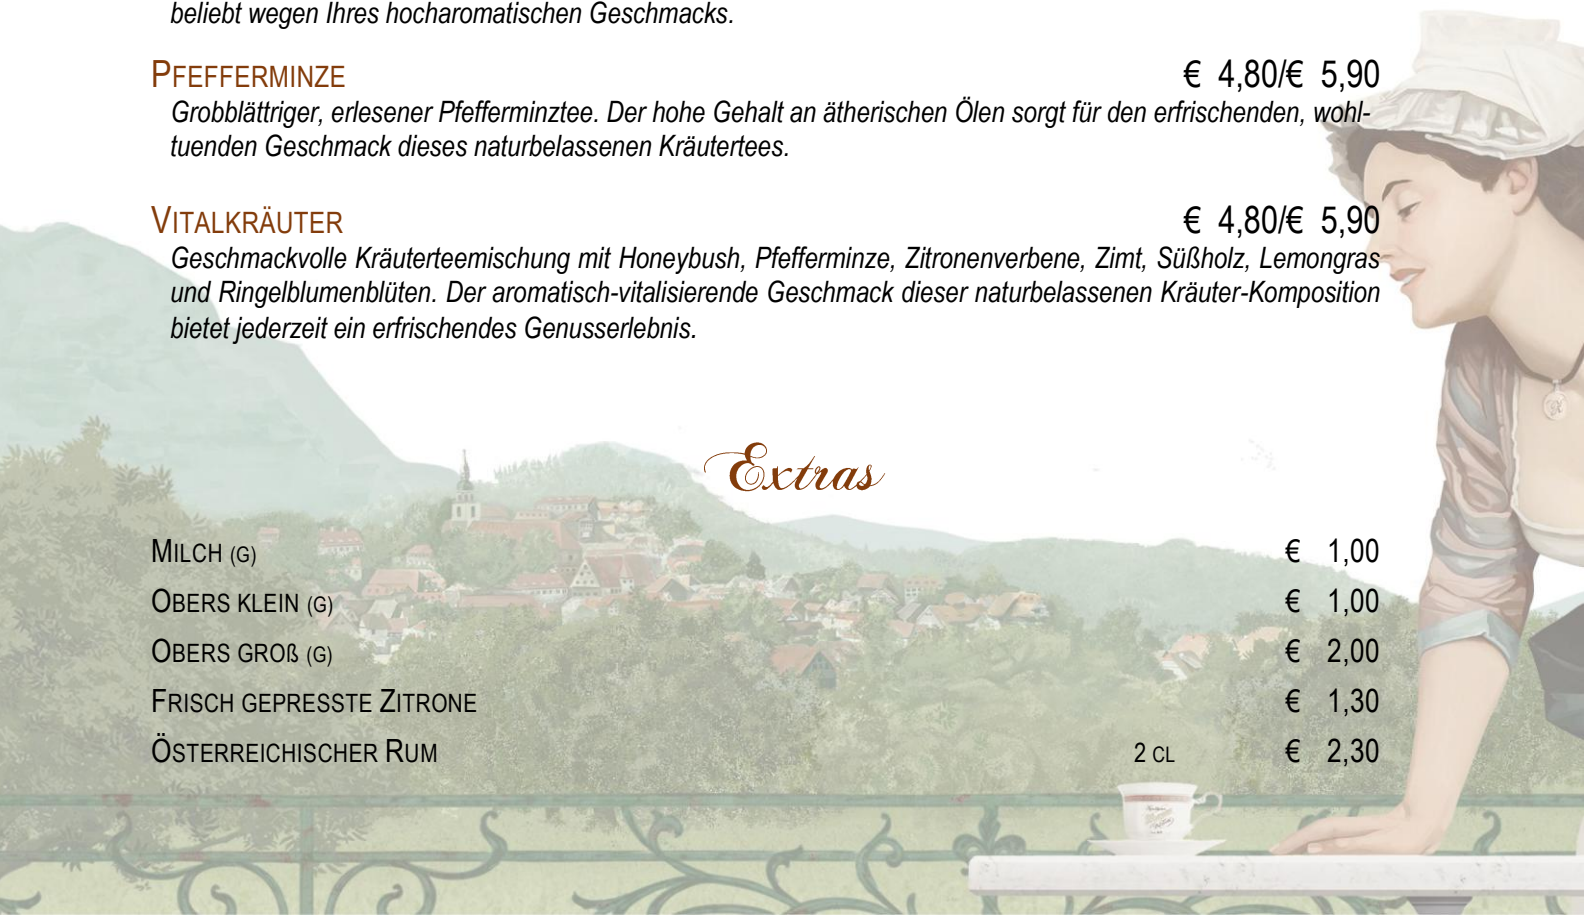 beliebt wegen Ihres hocharomatischen Geschmacks.
PFEFFERMINZE € 4,80/€ 5,90
Grobblättriger, erlesener Pfefferminztee. Der hohe Gehalt an ätherischen Ölen sorgt für den erfrischenden, wohl-
tuenden Geschmack dieses naturbelassenen Kräutertees.
VITALKRÄUTER € 4,80/€ 5,90
Geschmackvolle Kräuterteemischung mit Honeybush, Pfefferminze, Zitronenverbene, Zimt, Süßholz, Lemongras
und Ringelblumenblüten. Der aromatisch-vitalisierende Geschmack dieser naturbelassenen Kräuter-Komposition
bietet jederzeit ein erfrischendes Genusserlebnis.
Extras
MILCH (G) € 1,00
OBERS KLEIN (G) € 1,00
OBERS GROß (G) € 2,00
FRISCH GEPRESSTE ZITRONE € 1,30
ÖSTERREICHISCHER RUM 2 CL € 2,30